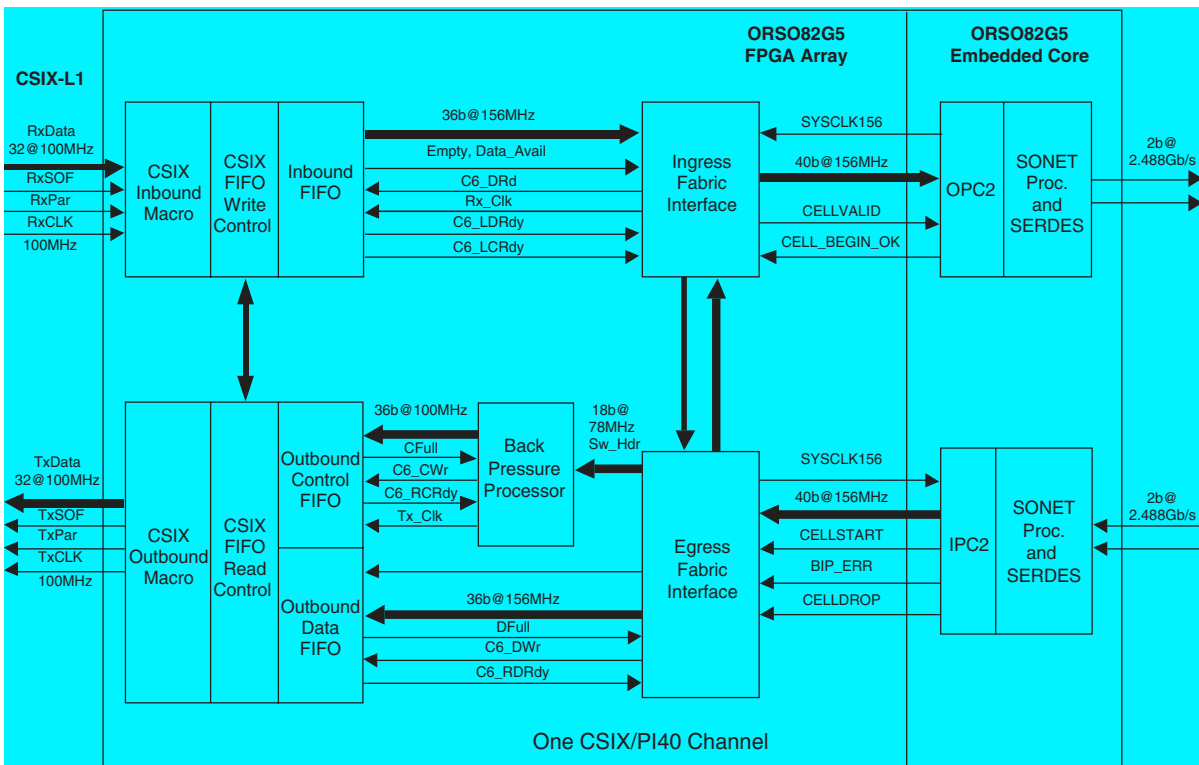 ORSO82G5
FPGA Array
ORSO82G5
Embedded Core
CSIX-L1
RxData
32@100MHz
RxSOF
RxPar
RxCLK
100MHz
CSIX
Inbound
Macro
CSIX
FIFO
Write
Control
Inbound
FIFO
36b@156MHz
Empty, Data_Avail
C6_DRd
Rx_Clk
C6_LDRdy
C6_LCRdy
Ingress
Fabric
Interface
SYSCLK156
40b@156MHz
CELLVALID
CELL_BEGIN_OK
OPC2
SONET
Proc.
and
SERDES
2b@
2.488Gb/s
TxData
32@100MHz
TxSOF
TxPar
TxCLK
100MHz
CSIX
Outbound
Macro
CSIX
FIFO
Read
Control
Outbound
Control
FIFO
Outbound
Data
FIFO
36b@100MHz
CFull
C6_CWr
C6_RCRdy
Tx_Clk
Back
Pressure
Processor
18b@
78MHz
Sw_Hdr
36b@156MHz
DFull
C6_DWr
C6_RDRdy
Egress
Fabric
Interface
SYSCLK156
40b@156MHz
CELLSTART
BIP_ERR
CELLDROP
IPC2
SONET
Proc.
and
SERDES
2b@
2.488Gb/s
One CSIX/PI40 Channel